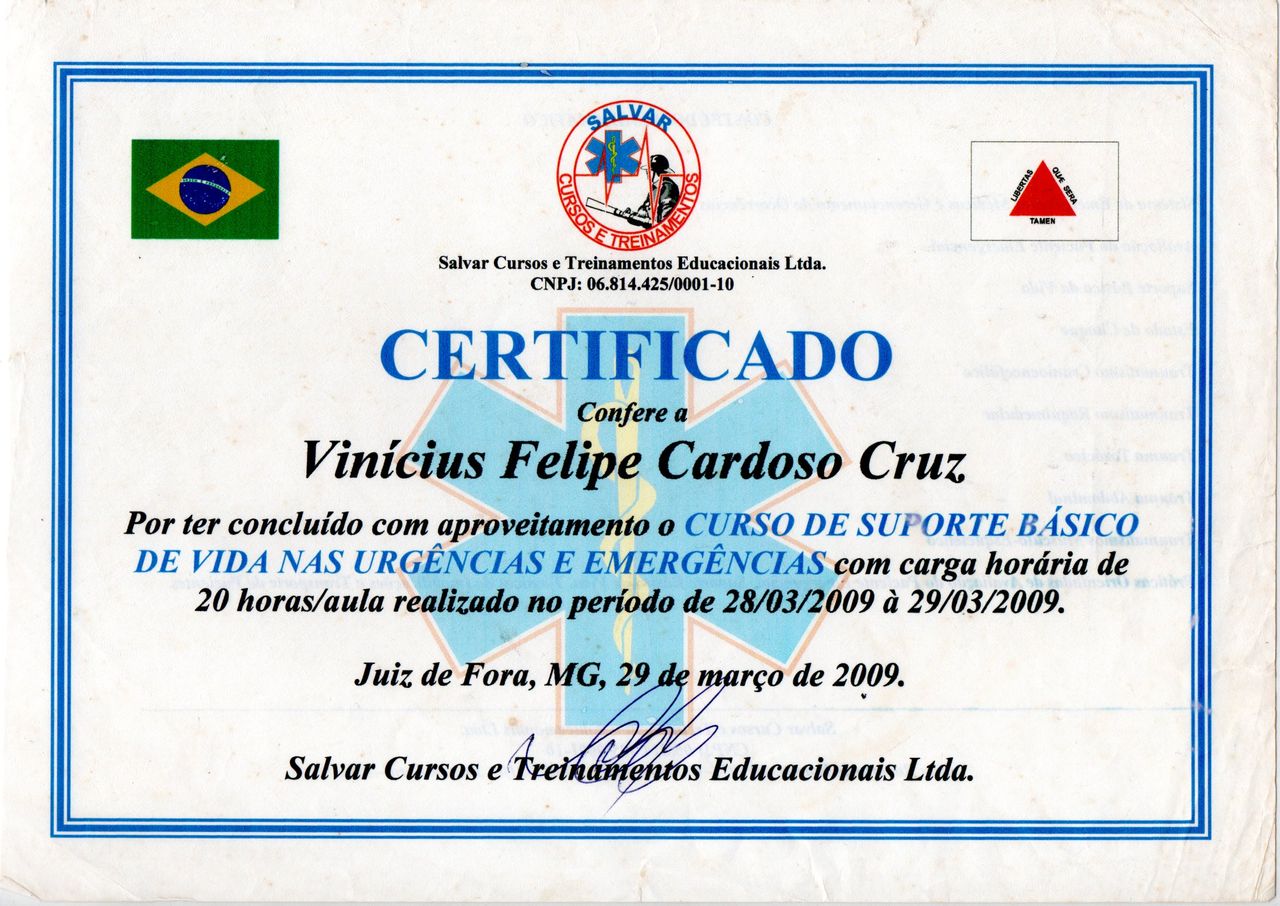 SALVAR
CURSOS E TREINAMENTOS
LIBERTAS QUÆ SERA
TAMEN
Salvar Cursos e Treinamentos Educacionais Ltda.
CNPJ: 06.814.425/0001-10
CERTIFICADO
Confere a
Vinícius Felipe Cardoso Cruz
Por ter concluído com aproveitamento o CURSO DE SUPORTE BÁSICO
DE VIDA NAS URGÊNCIAS E EMERGÊNCIAS com carga horária de
20 horas/aula realizado no período de 28/03/2009 à 29/03/2009.
Juiz de Fora, MG, 29 de março de 2009.
Salvar Cursos e Treinamentos Educacionais Ltda.